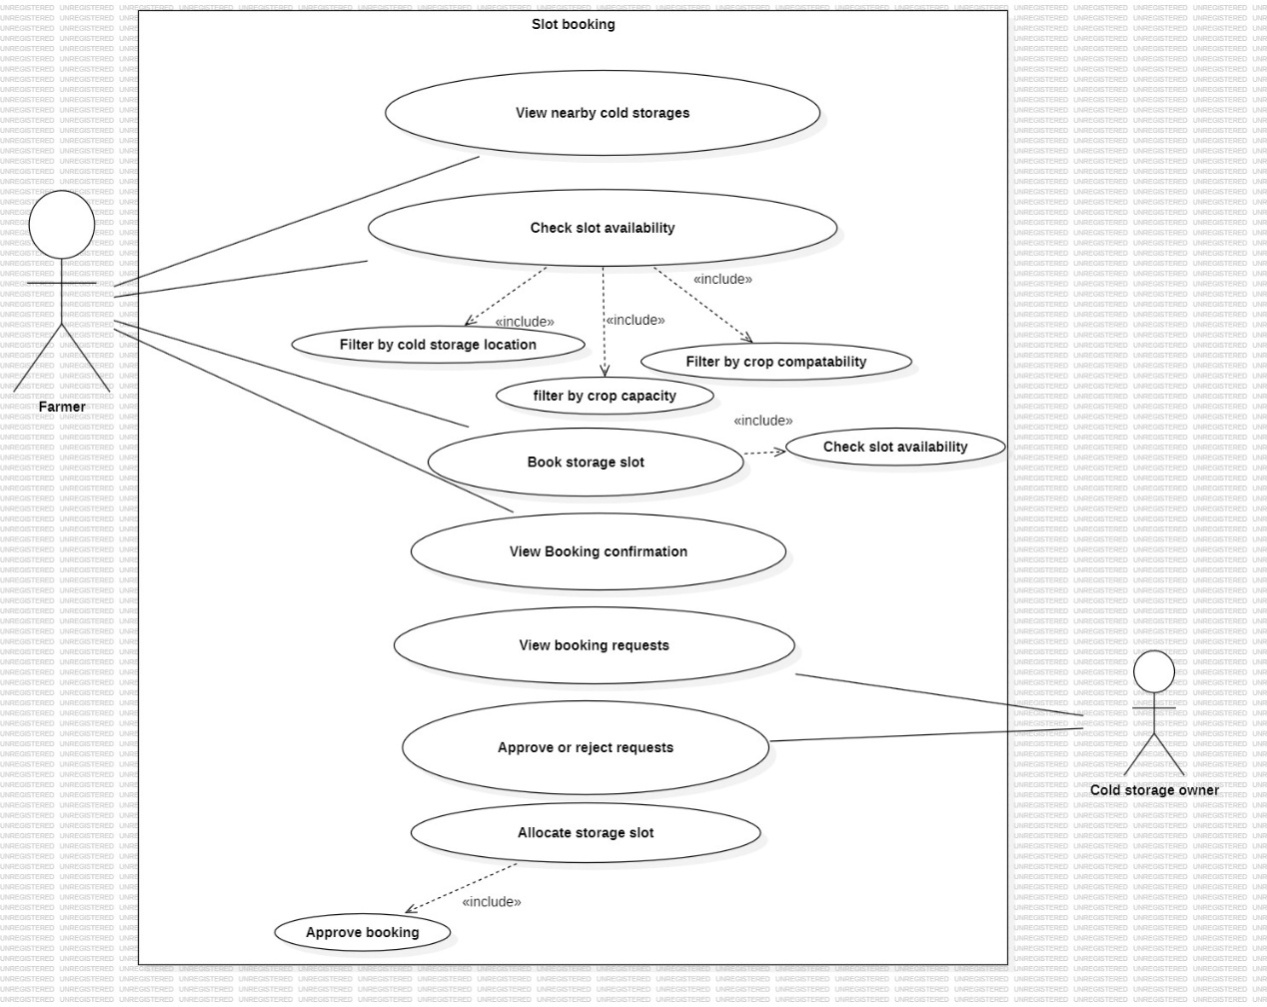 Slot booking
View nearby cold storages
Check slot availability
«include»
«include»
«include»
Filter by cold storage location
Filter by crop compatability
filter by crop capacity
Farmer
«include»
Check slot availability
Book storage slot
View Booking confirmation
View booking requests
Approve or reject requests
Cold storage owner
Allocate storage slot
«include»
Approve booking
UNREGISTERED